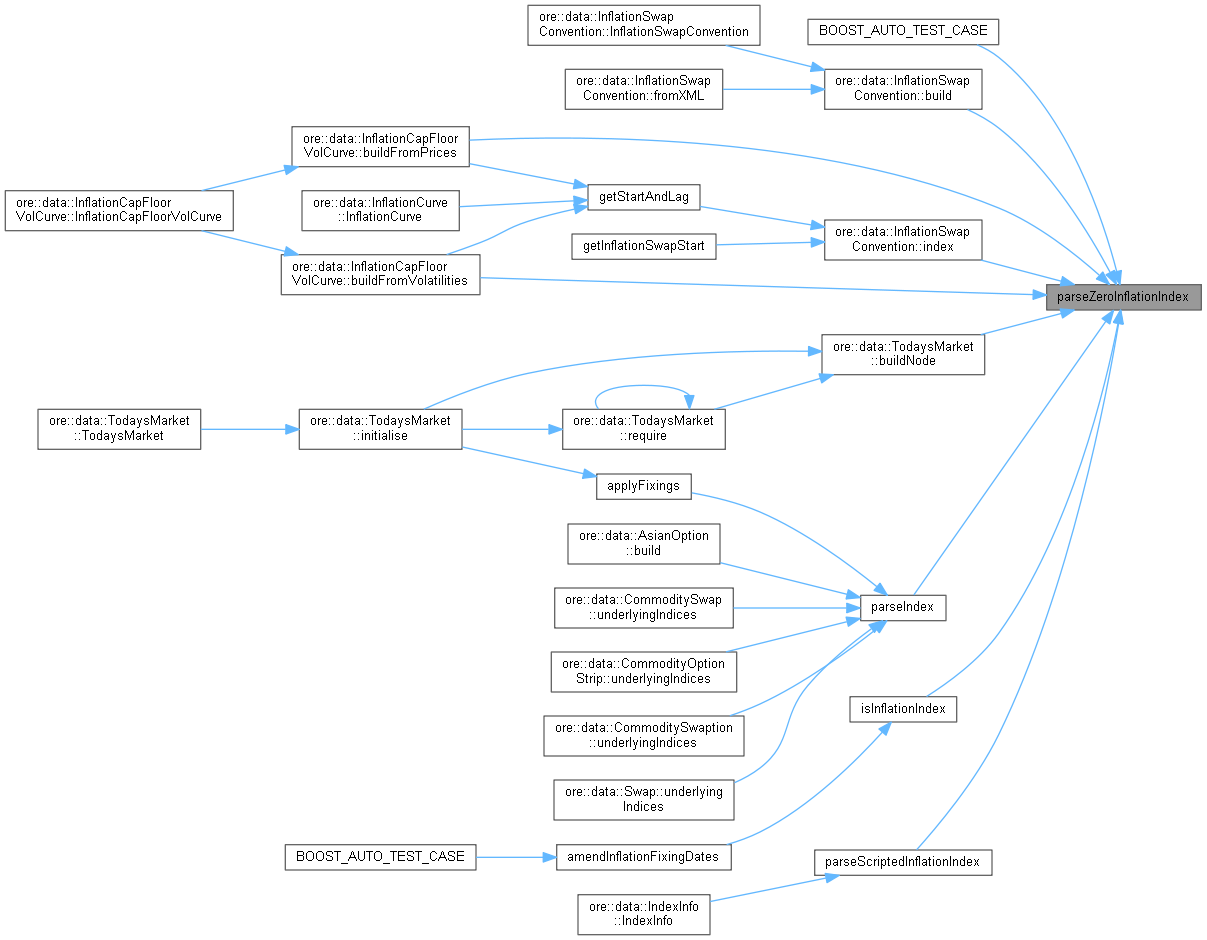 ore::data::InflationSwap
Convention::InflationSwapConvention
BOOST_AUTO_TEST_CASE
ore::data::InflationSwap
Convention::fromXML
ore::data::InflationSwap
Convention::build
ore::data::InflationCapFloor
VolCurve::buildFromPrices
ore::data::InflationCapFloor
VolCurve::InflationCapFloorVolCurve
ore::data::InflationCurve
::InflationCurve
getStartAndLag
getInflationSwapStart
ore::data::InflationSwap
Convention::index
ore::data::InflationCapFloor
VolCurve::buildFromVolatilities
parseZeroInflationIndex
ore::data::TodaysMarket
::buildNode
ore::data::TodaysMarket
::TodaysMarket
ore::data::TodaysMarket
::initialise
ore::data::TodaysMarket
::require
applyFixings
ore::data::AsianOption
::build
ore::data::CommoditySwap
::underlyingIndices
parseIndex
ore::data::CommodityOption
Strip::underlyingIndices
isInflationIndex
ore::data::CommoditySwaption
::underlyingIndices
ore::data::Swap::underlying
Indices
BOOST_AUTO_TEST_CASE
amendInflationFixingDates
parseScriptedInflationIndex
ore::data::IndexInfo
::IndexInfo